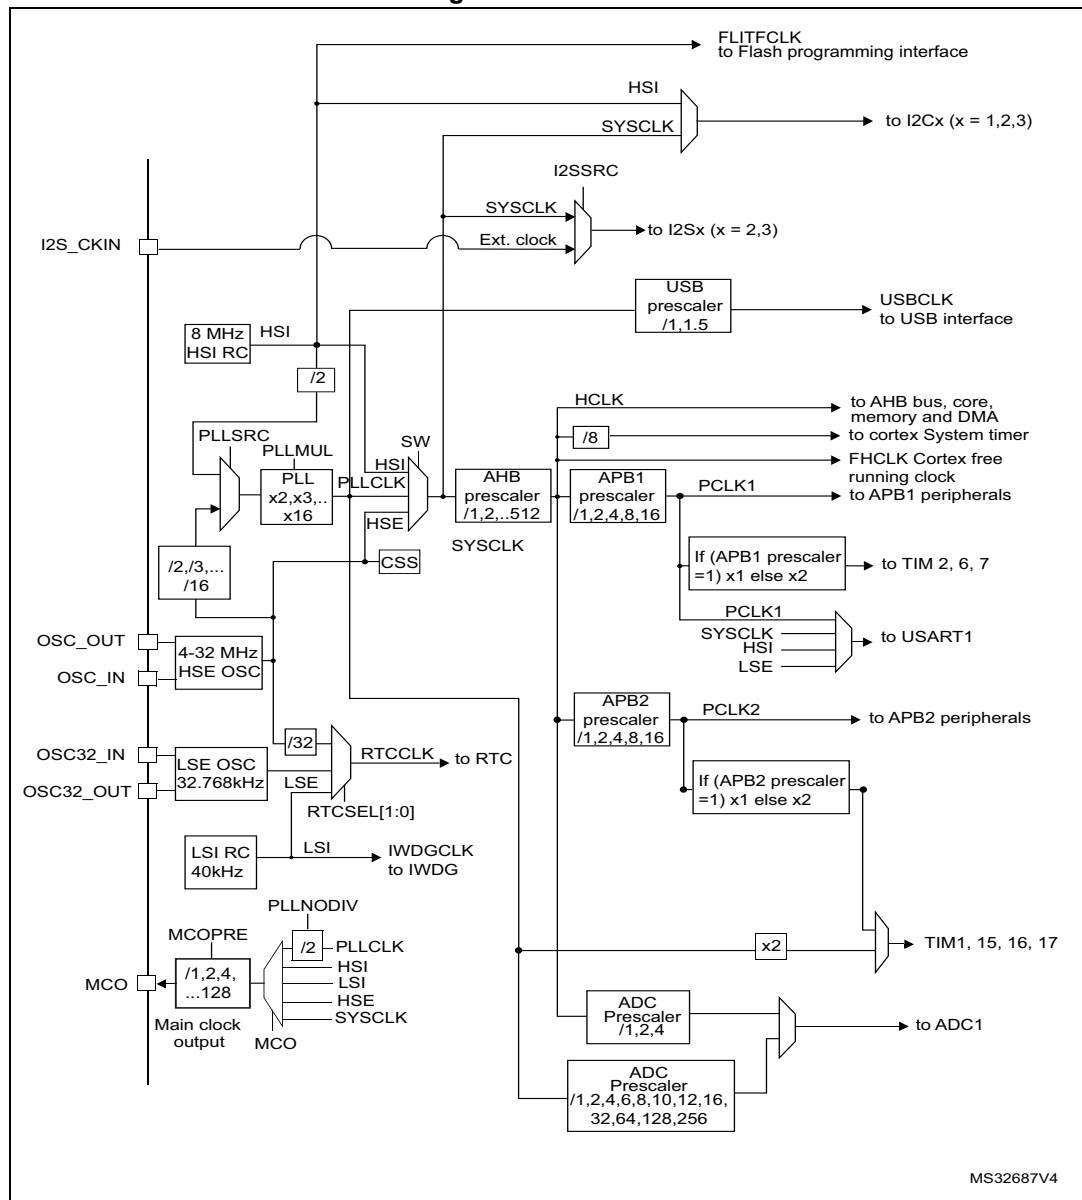 FLITFCLK
to Flash programming interface
HSI
SYSCLK
to I2Cx (x = 1,2,3)
I2SSRC
SYSCLK
I2S_CKIN
Ext. clock
to I2Sx (x = 2,3)
USB
prescaler
/1,1.5
USBCLK
to USB interface
8 MHz
HSI RC
HSI
/2
HCLK
to AHB bus, core,
memory and DMA
/8
to cortex System timer
FHCLK Cortex free
running clock
PLLSRC
PLLMUL
SW
PLL
x2,x3,..
x16
HSI
PLLCLK
HSE
AHB
prescaler
/1,2,..512
SYSCLK
APB1
prescaler
/1,2,4,8,16
PCLK1
to APB1 peripherals
/2,/3,...
/16
CSS
If (APB1 prescaler
=1) x1 else x2
to TIM 2, 6, 7
PCLK1
SYSCLK
HSI
LSE
to USART1
OSC_OUT
OSC_IN
4-32 MHz
HSE OSC
APB2
prescaler
/1,2,4,8,16
PCLK2
to APB2 peripherals
OSC32_IN
OSC32_OUT
LSE OSC
32.768kHz
/32
LSE
RTCCLK
to RTC
RTCSEL[1:0]
If (APB2 prescaler
=1) x1 else x2
LSI RC
40kHz
LSI
IWDGCLK
to IWDG
PLLNODIV
MCOPRE
/2
PLLCLK
HSI
LSI
HSE
SYSCLK
MCO
/1,2,4,
...128
Main clock
output
MCO
x2
TIM1, 15, 16, 17
ADC
Prescaler
/1,2,4
to ADC1
ADC
Prescaler
/1,2,4,6,8,10,12,16,
32,64,128,256
MS32687V4